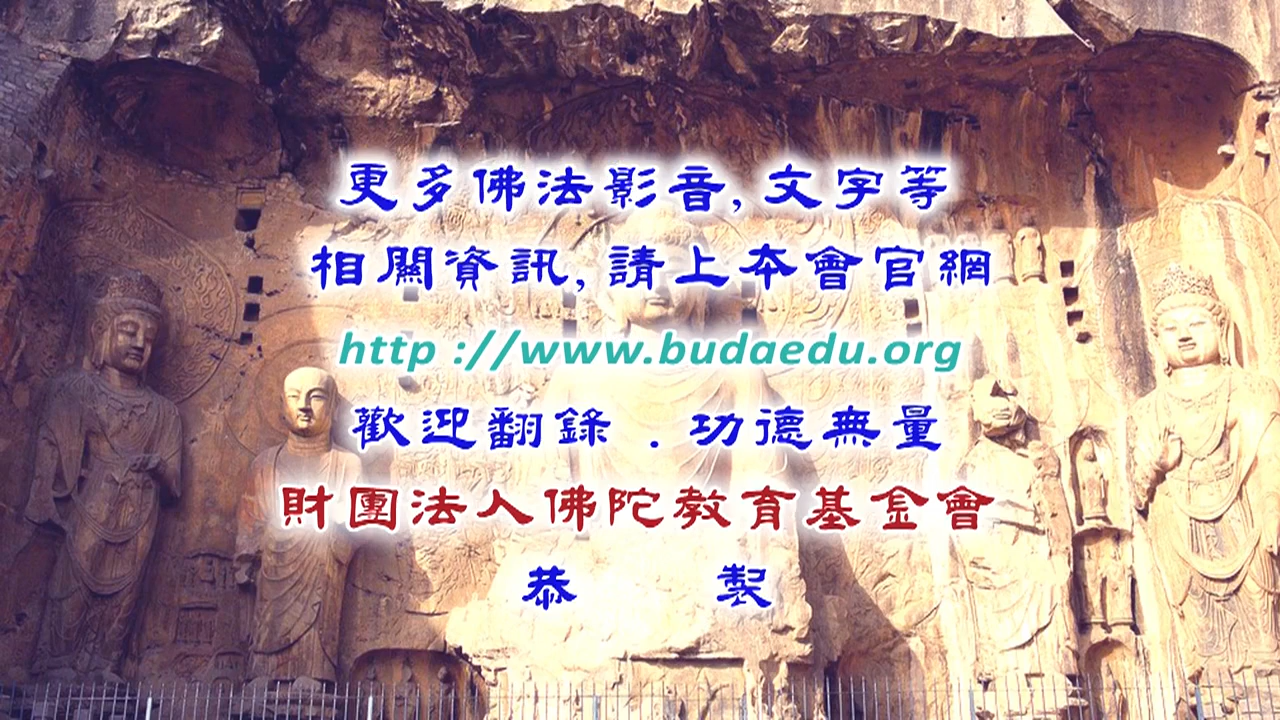 更多佛法影音,文字等
相關資訊,請上本會官網
http ://www.budaedu.org
歡迎翻錄 . 功德無量
財團法人佛陀教育基金會
恭 製